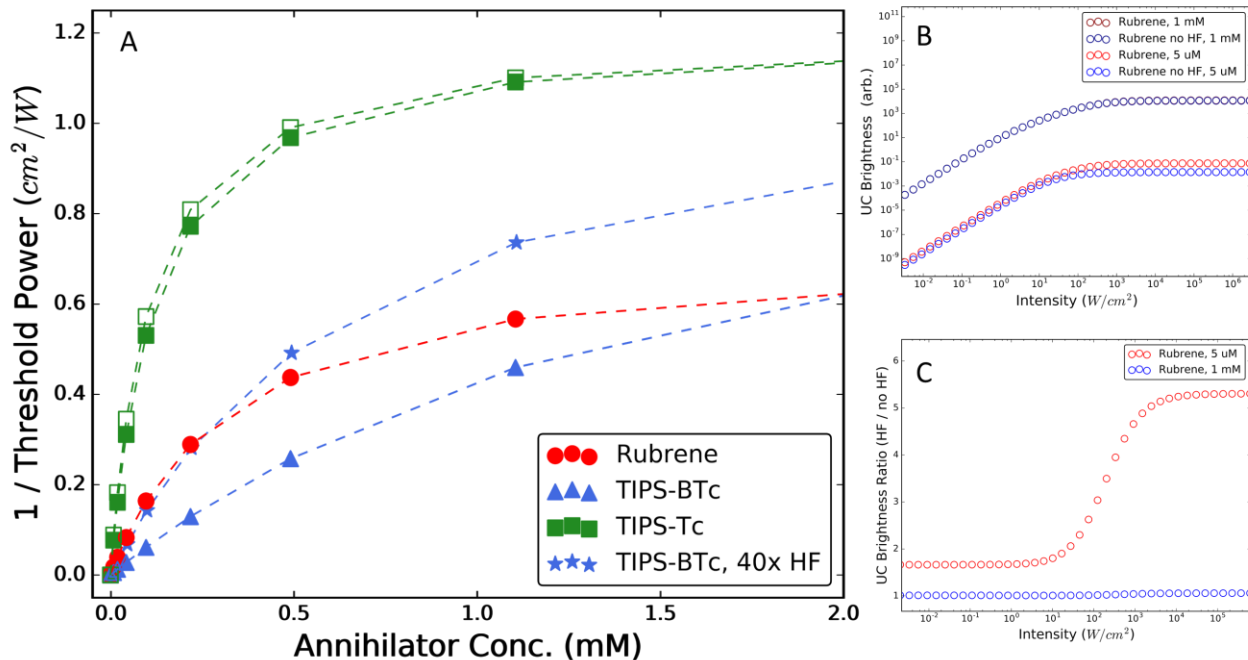 A
1.2
1.0
0.8
0.6
0.4
0.2
0.0
1 / Threshold Power (cm²/W)
0.0 0.5 1.0 1.5 2.0
Annihilator Conc. (mM)
Rubrene
TIPS-BTc
TIPS-Tc
TIPS-BTc, 40x HF
B
Rubrene, 1 mM
Rubrene no HF, 1 mM
Rubrene, 5 uM
Rubrene no HF, 5 uM
10¹¹
10⁹
10⁷
10⁵
10³
10¹
10⁻¹
10⁻³
10⁻⁵
10⁻⁷
10⁻⁹
UC Brightness (arb.)
10⁻² 10⁻¹ 10⁰ 10¹ 10² 10³ 10⁴ 10⁵ 10⁶
Intensity (W/cm²)
C
Rubrene, 5 uM
Rubrene, 1 mM
6
5
4
3
2
1
UC Brightness Ratio (HF / no HF)
10⁻² 10⁻¹ 10⁰ 10¹ 10² 10³ 10⁴ 10⁵
Intensity (W/cm²)